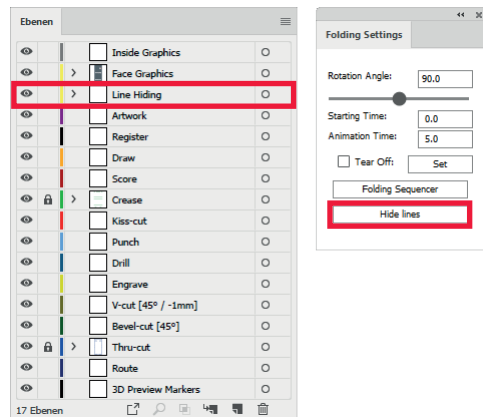 Ebenen
Inside Graphics
Face Graphics
Line Hiding
Artwork
Register
Draw
Score
Crease
Kiss-cut
Punch
Drill
Engrave
V-cut [45° / -1mm]
Bevel-cut [45°]
Thru-cut
Route
3D Preview Markers
17 Ebenen
Folding Settings
Rotation Angle: 90.0
Starting Time: 0.0
Animation Time: 5.0
Tear Off: Set
Folding Sequencer
Hide lines